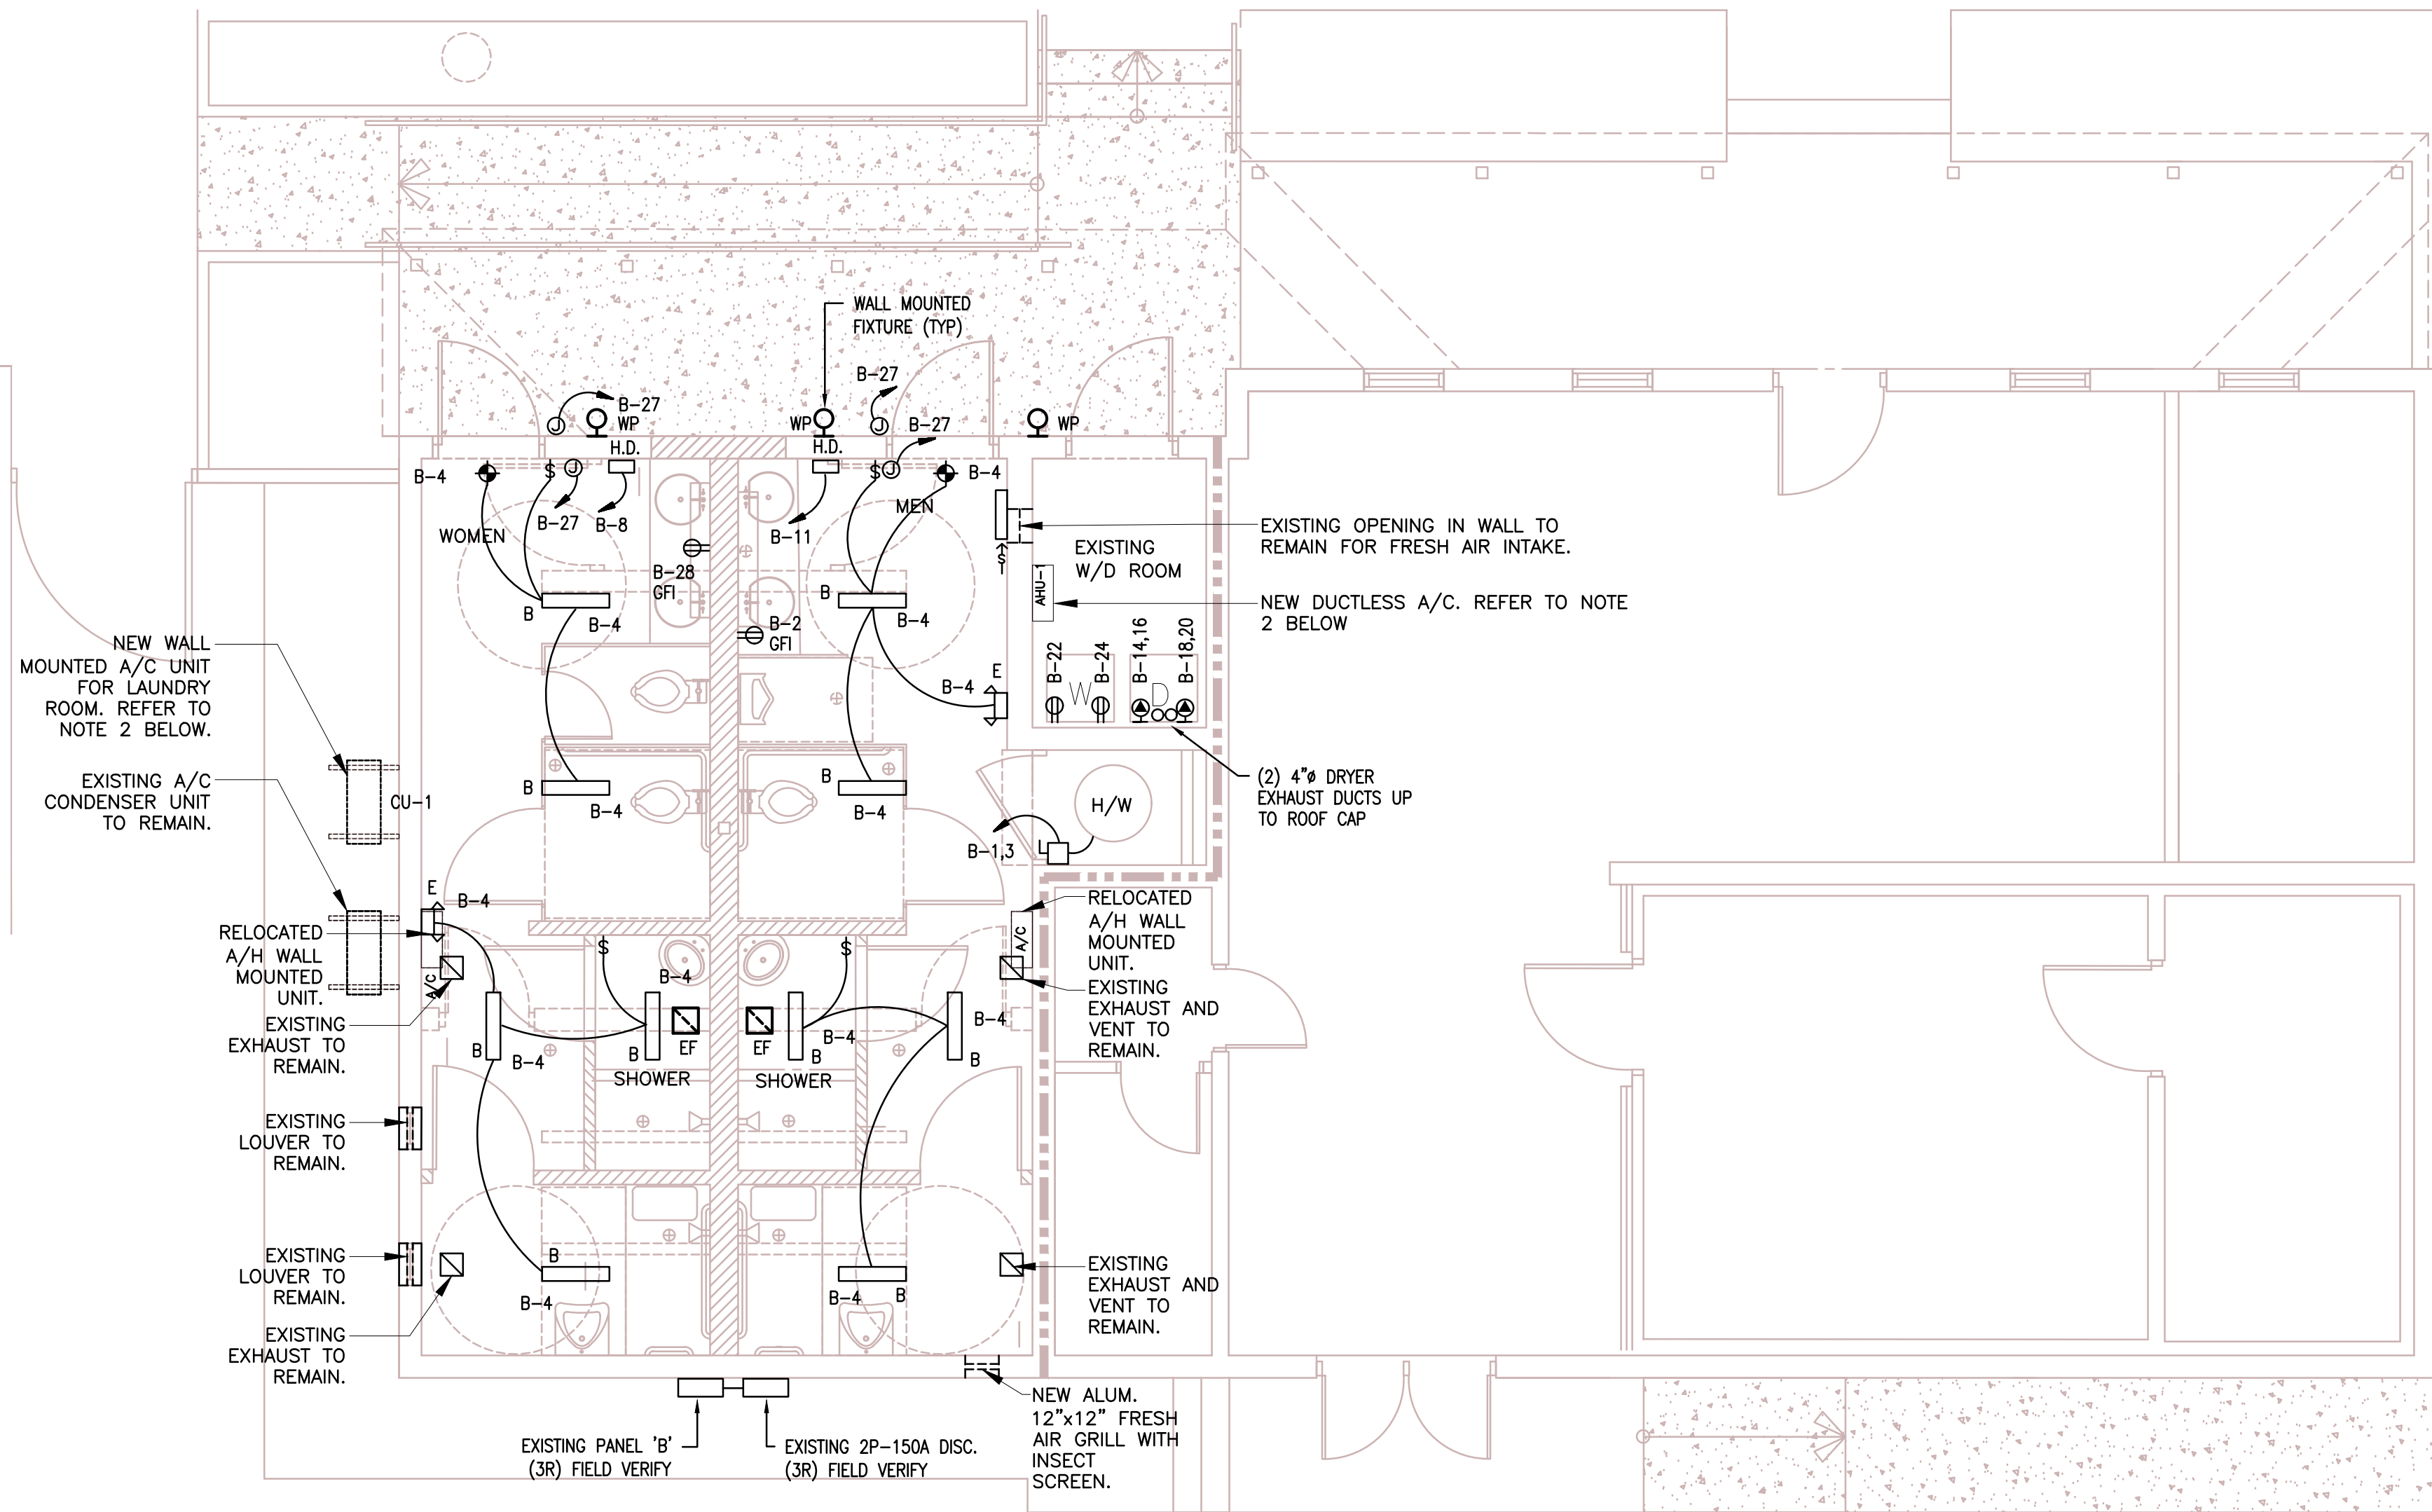 WALL MOUNTED
FIXTURE (TYP)
B-27
B-27
WP
WP
WP
J
J
B-27
H.D.
H.D.
B-4
S
J
S
J
B-4
B-27
B-8
B-11
MEN
WOMEN
EXISTING OPENING IN WALL TO
REMAIN FOR FRESH AIR INTAKE.
S
EXISTING
W/D ROOM
AHU-1
B-28
GFI
NEW DUCTLESS A/C. REFER TO NOTE
2 BELOW
B
B-4
B
B-4
B-2
GFI
NEW WALL
MOUNTED A/C UNIT
FOR LAUNDRY
ROOM. REFER TO
NOTE 2 BELOW.
E
B-4
B-22
B-24
B-14,16
B-18,20
W
D
EXISTING A/C
CONDENSER UNIT
TO REMAIN.
CU-1
B
B-4
B
B-4
H/W
(2) 4"ø DRYER
EXHAUST DUCTS UP
TO ROOF CAP
L
B-1,3
E
B-4
RELOCATED
A/H WALL
MOUNTED
UNIT.
A/C
S
S
A/C
RELOCATED
A/H WALL
MOUNTED
UNIT.
B-4
EXISTING
EXHAUST TO
REMAIN.
EXISTING
EXHAUST AND
VENT TO
REMAIN.
B
B-4
B
EF
EF
B-4
B
B-4
B
SHOWER
SHOWER
EXISTING
LOUVER TO
REMAIN.
EXISTING
LOUVER TO
REMAIN.
B
B-4
B-4
B
EXISTING
EXHAUST AND
VENT TO
REMAIN.
EXISTING
EXHAUST TO
REMAIN.
EXISTING PANEL 'B'
(3R) FIELD VERIFY
EXISTING 2P-150A DISC.
(3R) FIELD VERIFY
NEW ALUM.
12"x12" FRESH
AIR GRILL WITH
INSECT
SCREEN.